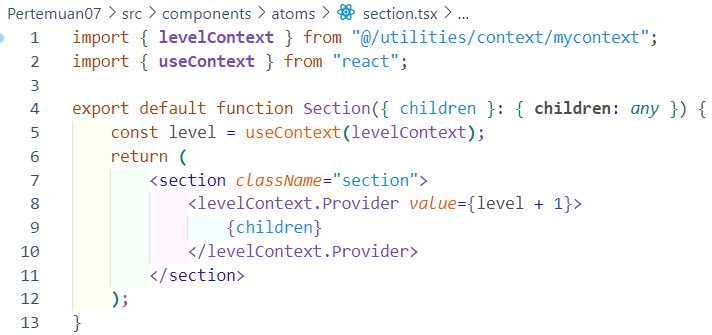 Pertemuan07 > src > components > atoms > section.tsx > ...
1 import { levelContext } from "@/utilities/context/mycontext";
2 import { useContext } from "react";
3
4 export default function Section({ children }: { children: any }) {
5     const level = useContext(levelContext);
6     return (
7         <section className="section">
8             <levelContext.Provider value={level + 1}>
9                 {children}
10             </levelContext.Provider>
11         </section>
12     );
13 }